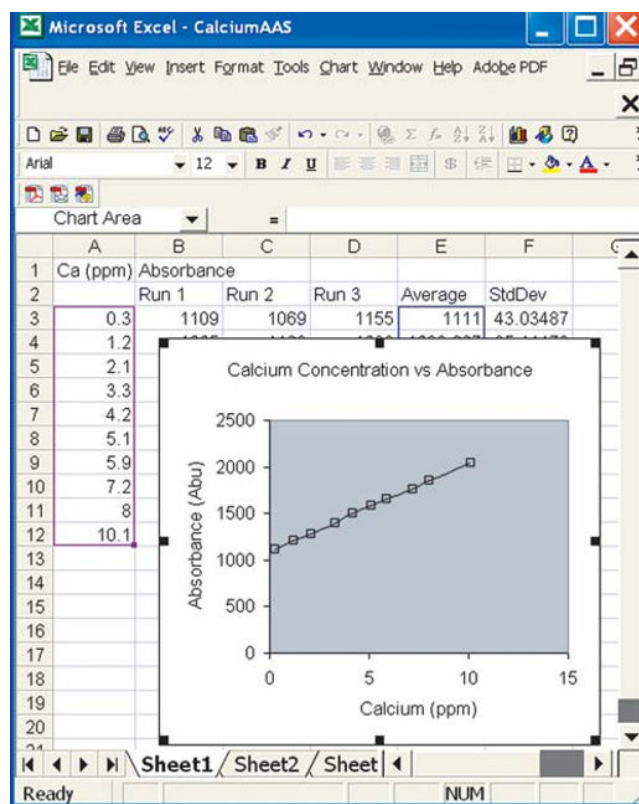 Microsoft Excel - CalciumAAS
File Edit View Insert Format Tools Chart Window Help Adobe PDF
Arial 12 B I U
Chart Area =
A B C D E F
1 Ca (ppm) Absorbance
2 Run 1 Run 2 Run 3 Average StdDev
3 0.3 1109 1069 1155 1111 43.03487
4 1.2
5 2.1
6 3.3
7 4.2
8 5.1
9 5.9
10 7.2
11 8
12 10.1
13
14
15
16
17
18
19
20
Calcium Concentration vs Absorbance
Absorbance (Abu)
2500
2000
1500
1000
500
0
0 5 10 15
Calcium (ppm)
Sheet1 Sheet2 Sheet
Ready NUM